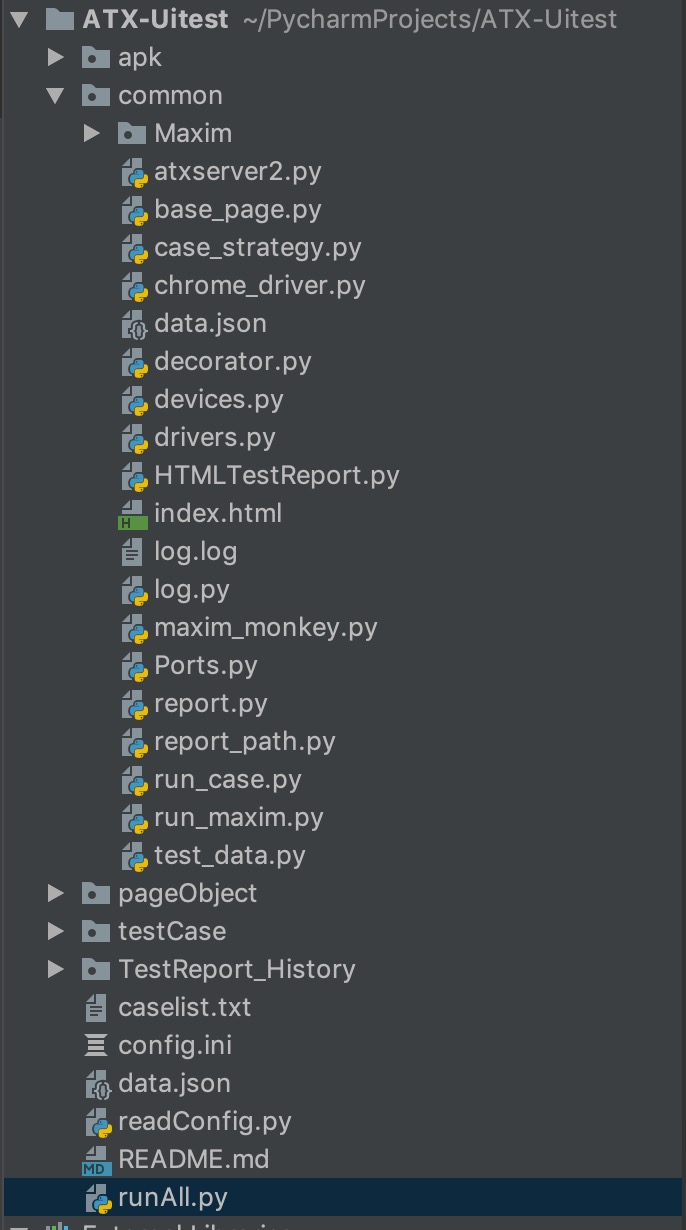 ATX-Uitest ~/PycharmProjects/ATX-Uitest
apk
common
Maxim
atxserver2.py
base_page.py
case_strategy.py
chrome_driver.py
data.json
decorator.py
devices.py
drivers.py
HTMLTestReport.py
index.html
log.log
log.py
maxim_monkey.py
Ports.py
report.py
report_path.py
run_case.py
run_maxim.py
test_data.py
pageObject
testCase
TestReport_History
caselist.txt
config.ini
data.json
readConfig.py
README.md
runAll.py
External Libraries